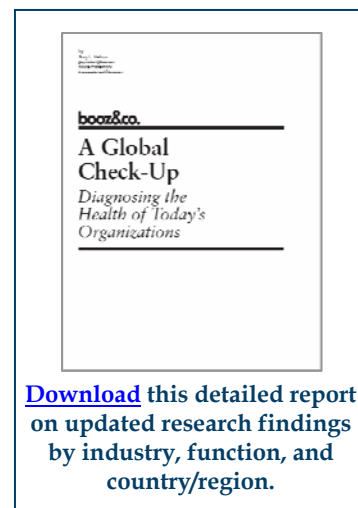 by
booz&co.
A Global
Check-Up
Diagnosing the
Health of Today's
Organizations
Download this detailed report
on updated research findings
by industry, function, and
country/region.